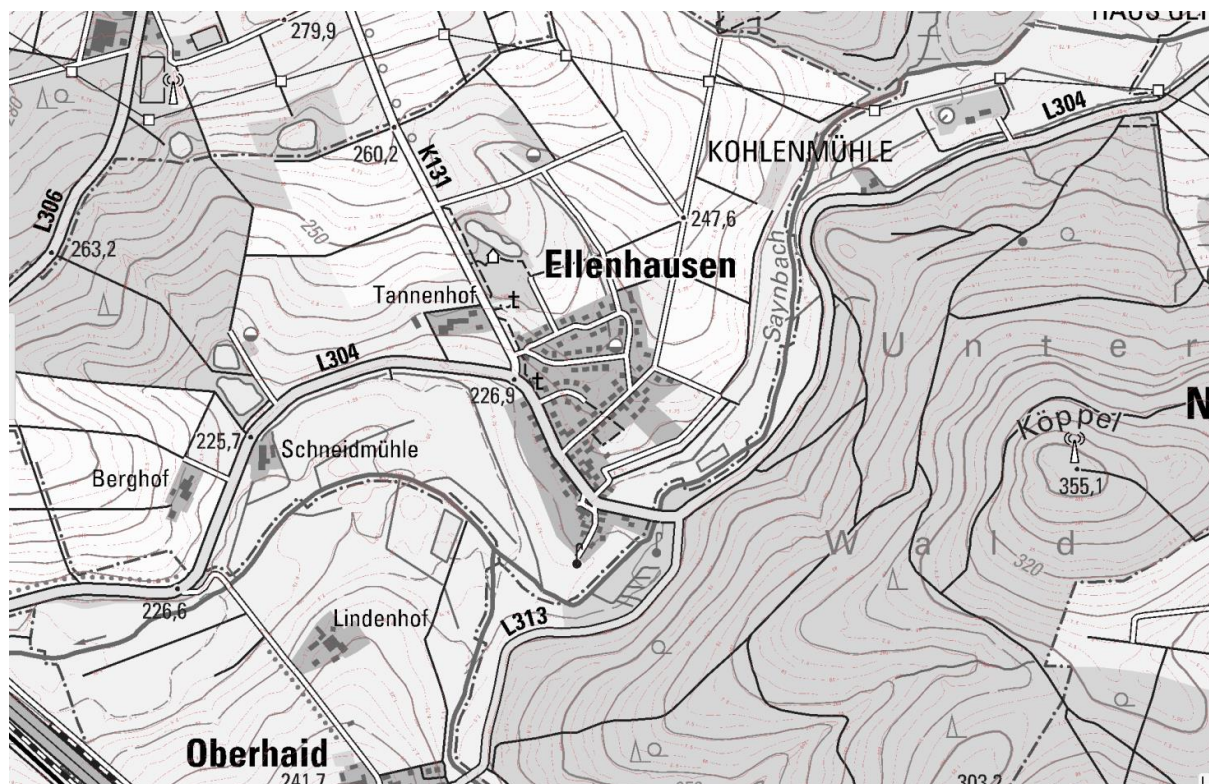 279,9
L304
260,2
K131
KOHLENMÜHLE
L306
250
247,6
263,2
Ellenhausen
Saynbach
Tannenhof
Unter
L304
226,9
N
Köppel
225,7
Schneidmühle
Berghof
355,1
Wald
320
226,6
Lindenhof
L313
Oberhaid
241,7
303,2